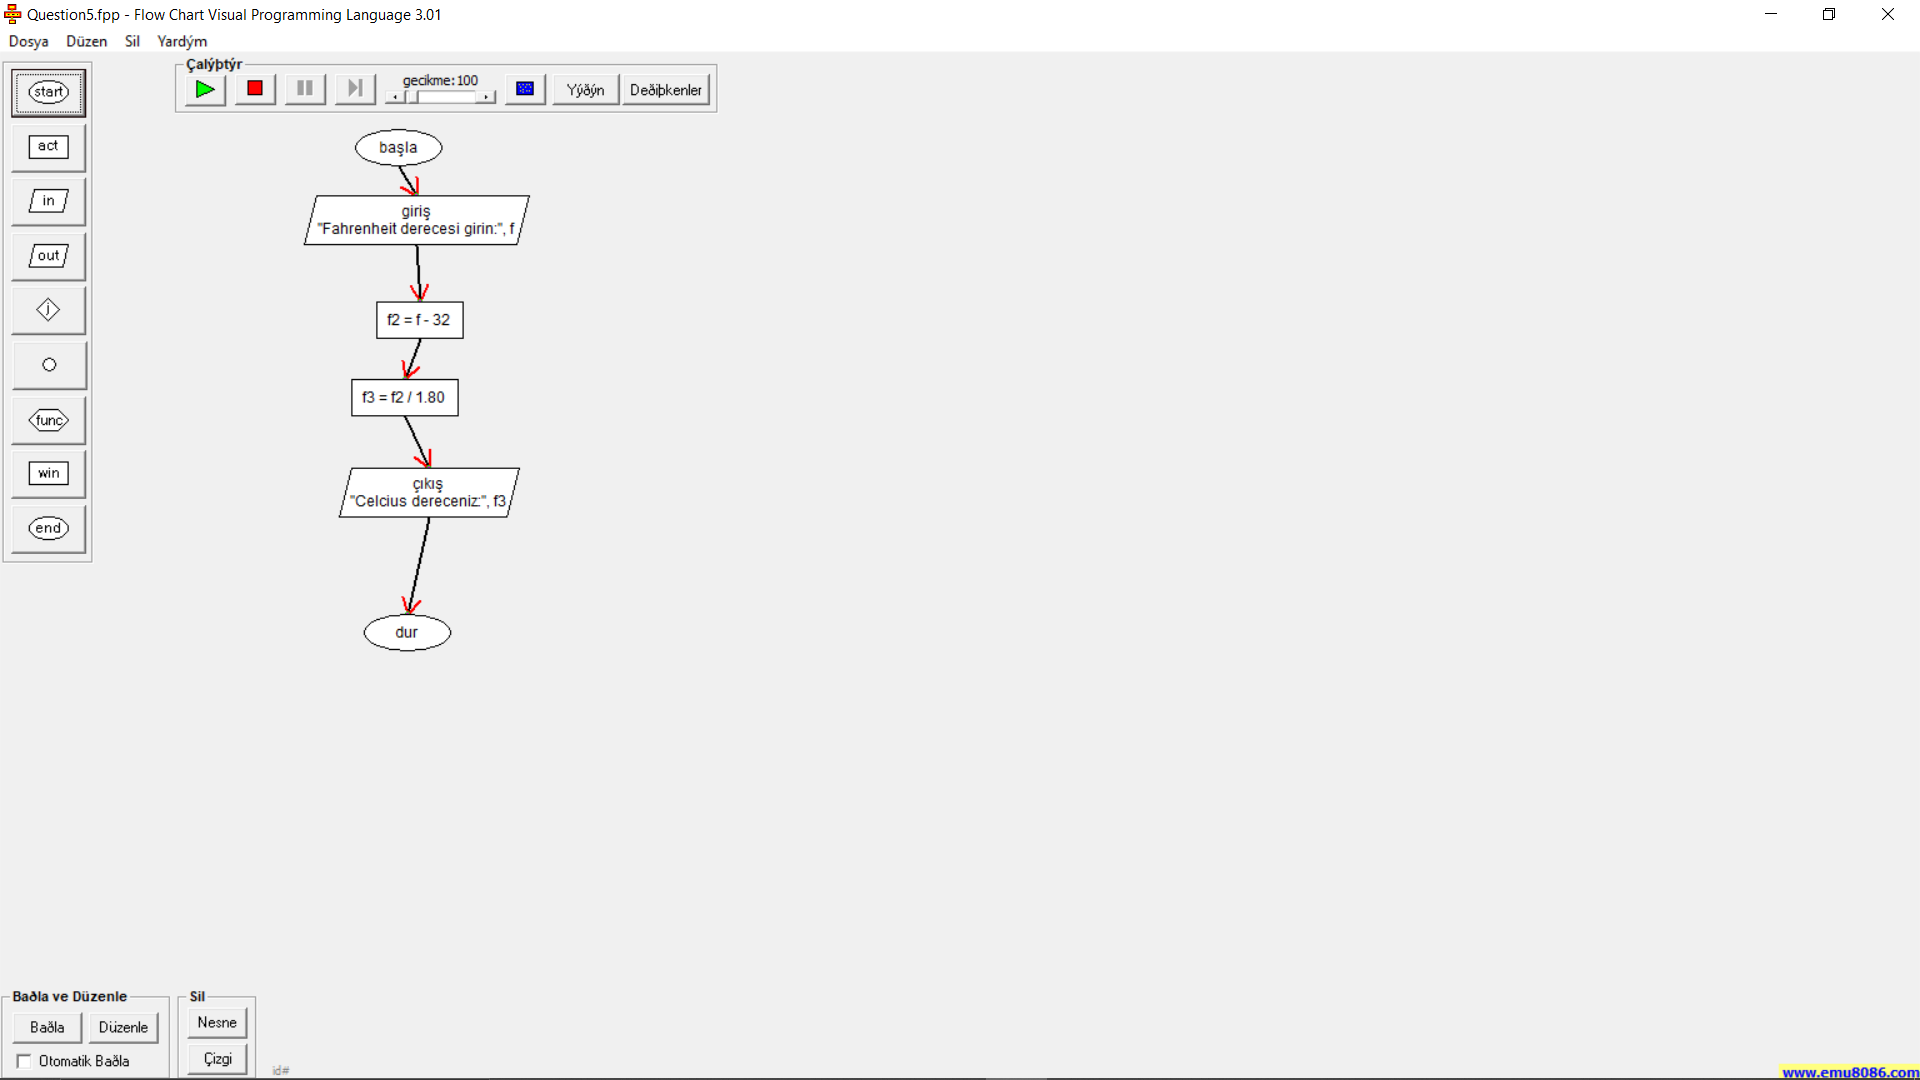 Question5.fpp - Flow Chart Visual Programming Language 3.01
Dosya Düzen Sil Yardým
Çalýþtýr
gecikme:100
Yýðýn
Deðiþkenler
start
act
in
out
j
func
win
end
başla
giriş
"Fahrenheit derecesi girin:", f
f2 = f - 32
f3 = f2 / 1.80
çıkış
"Celcius dereceniz:", f3
dur
Baðla ve Düzenle
Baðla
Düzenle
Otomatik Baðla
Sil
Nesne
Çizgi
id#
www.emu8086.com